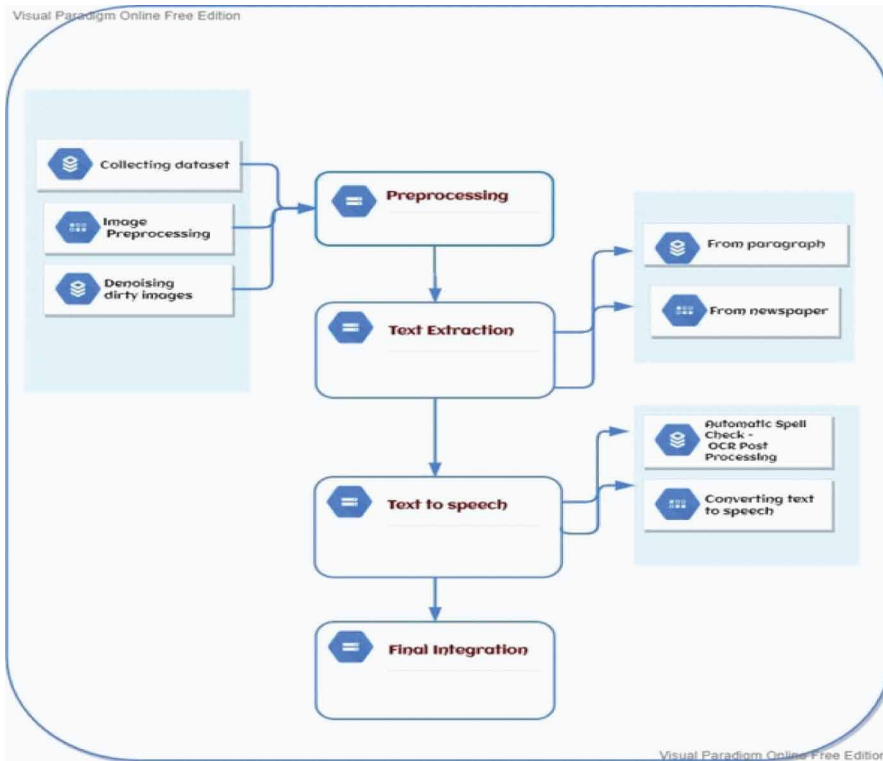 Visual Paradigm Online Free Edition
Collecting dataset
Image
Preprocessing
Denoising
dirty images
Preprocessing
Text Extraction
From paragraph
From newspaper
Text to speech
Automatic Spell
Check -
OCR Post
Processing
Converting text
to speech
Final Integration
Visual Paradigm Online Free Edition